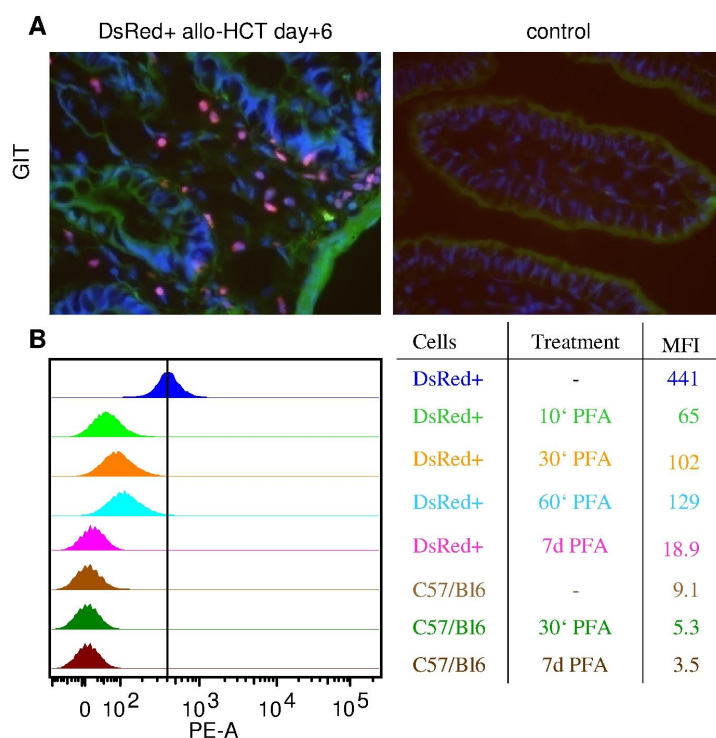 A DsRed+ allo-HCT day+6 control
GIT
B
Cells Treatment MFI
DsRed+ - 441
DsRed+ 10‘ PFA 65
DsRed+ 30‘ PFA 102
DsRed+ 60‘ PFA 129
DsRed+ 7d PFA 18.9
C57/Bl6 - 9.1
C57/Bl6 30‘ PFA 5.3
C57/Bl6 7d PFA 3.5
0 10² 10³ 10⁴ 10⁵
PE-A